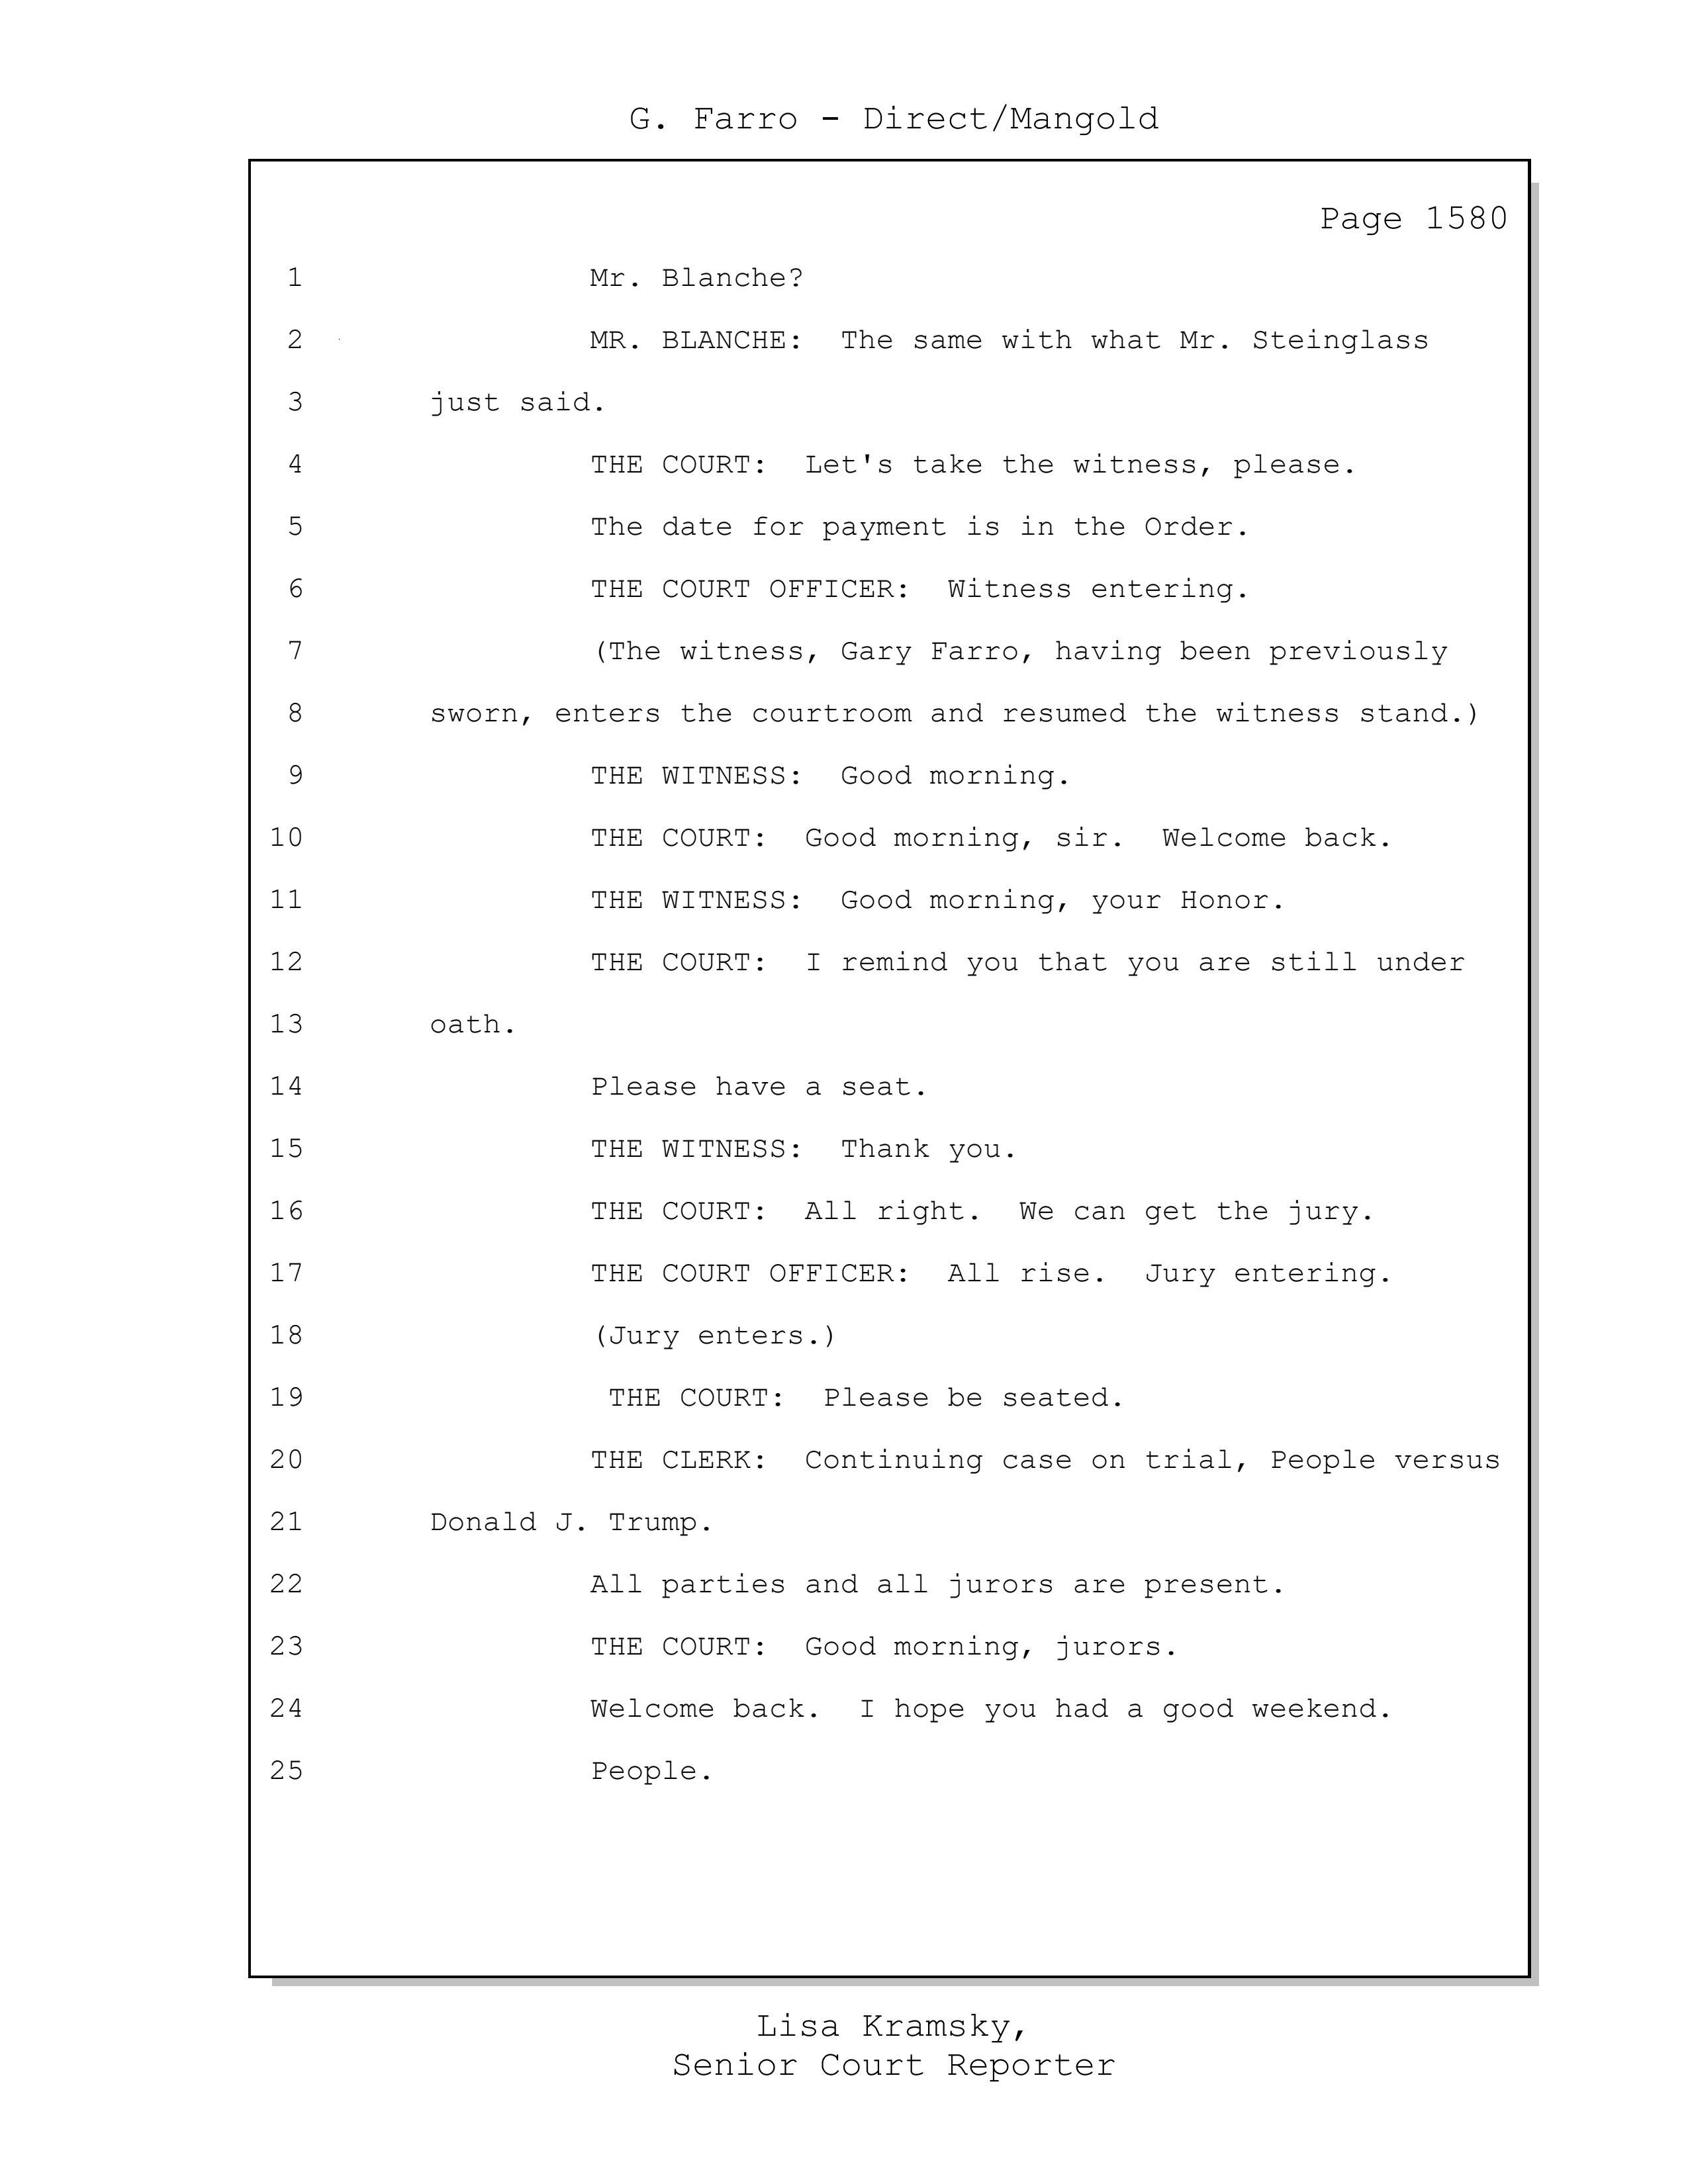 G. Farro - Direct/Mangold
Page 1580
1 Mr. Blanche?
2 MR. BLANCHE: The same with what Mr. Steinglass
3 just said.
4 THE COURT: Let's take the witness, please.
5 The date for payment is in the Order.
6 THE COURT OFFICER: Witness entering.
7 (The witness, Gary Farro, having been previously
8 sworn, enters the courtroom and resumed the witness stand.)
9 THE WITNESS: Good morning.
10 THE COURT: Good morning, sir. Welcome back.
11 THE WITNESS: Good morning, your Honor.
12 THE COURT: I remind you that you are still under
13 oath.
14 Please have a seat.
15 THE WITNESS: Thank you.
16 THE COURT: All right. We can get the jury.
17 THE COURT OFFICER: All rise. Jury entering.
18 (Jury enters.)
19 THE COURT: Please be seated.
20 THE CLERK: Continuing case on trial, People versus
21 Donald J. Trump.
22 All parties and all jurors are present.
23 THE COURT: Good morning, jurors.
24 Welcome back. I hope you had a good weekend.
25 People.
Lisa Kramsky,
Senior Court Reporter